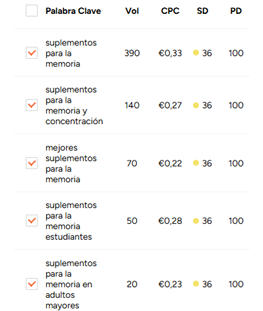 Palabra Clave Vol CPC SD PD
suplementos
para la
memoria
390 €0,33 36 100
suplementos
para la
memoria y
concentración
140 €0,27 36 100
mejores
suplementos
para la
memoria
70 €0,22 36 100
suplementos
para la
memoria
estudiantes
50 €0,28 36 100
suplementos
para la
memoria en
adultos
mayores
20 €0,23 36 100